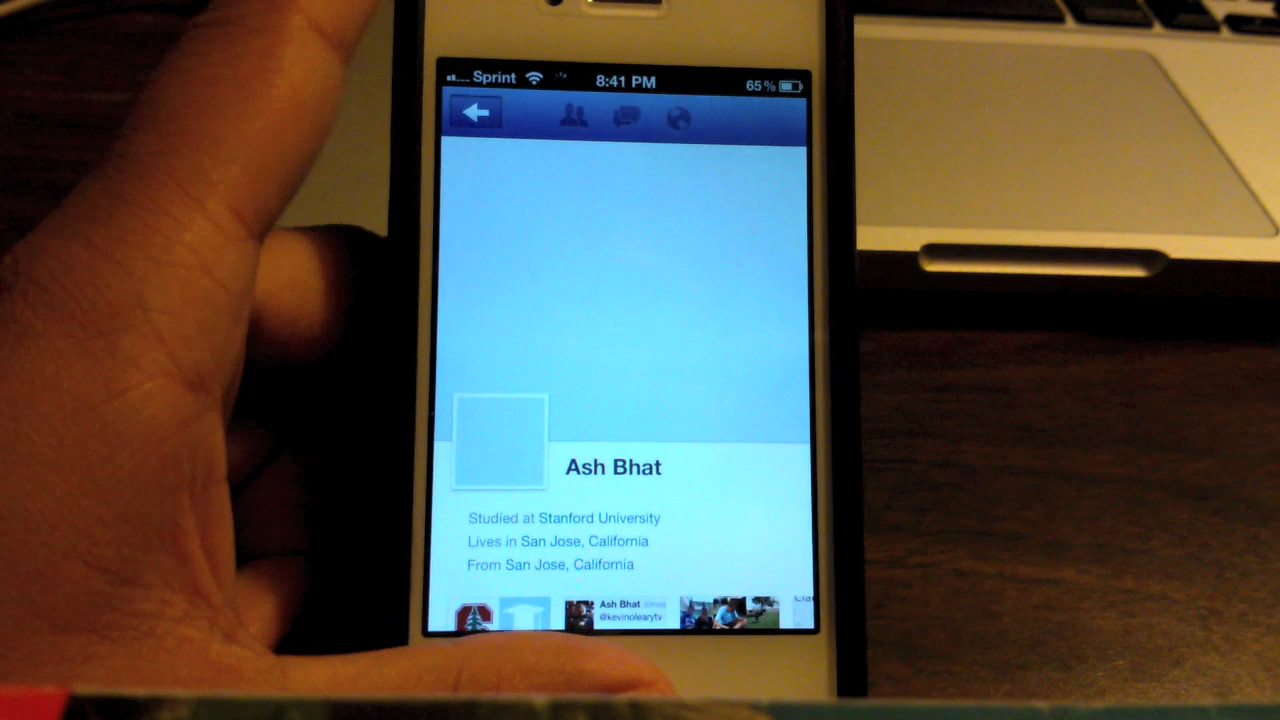 Sprint 8:41 PM 65%
Ash Bhat
Studied at Stanford University
Lives in San Jose, California
From San Jose, California
Ash Bhat
@kevinolearytv